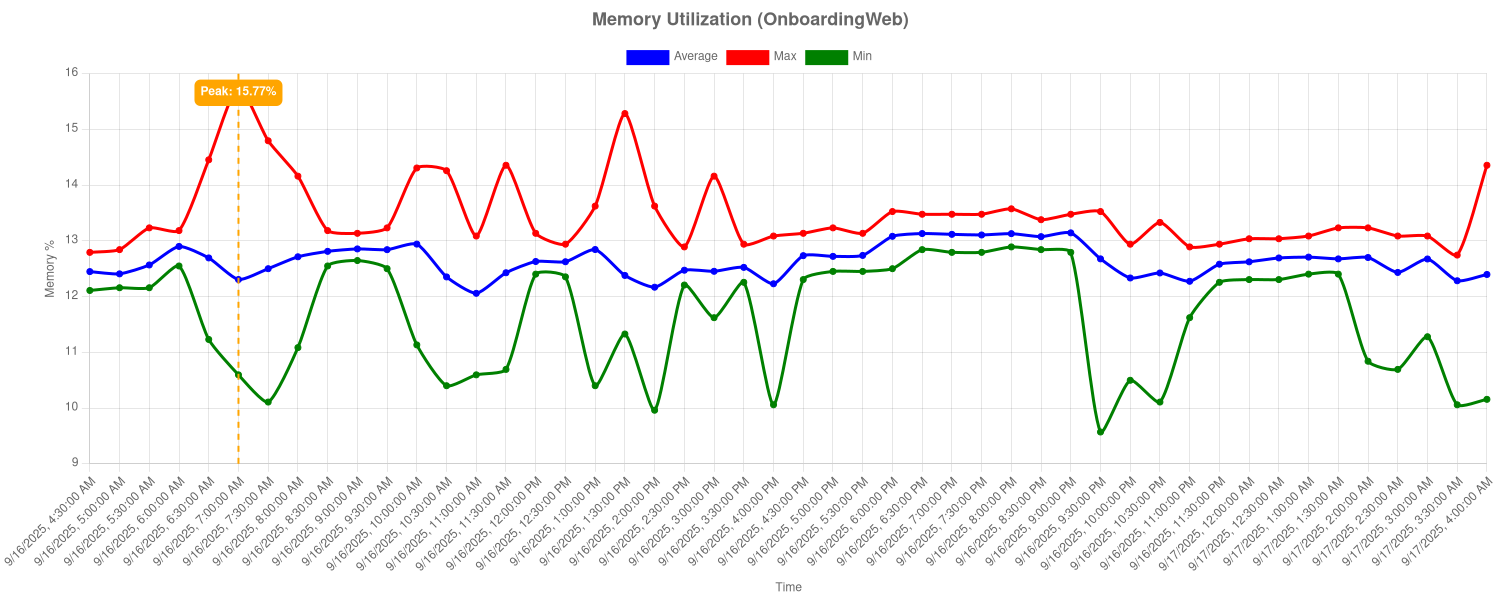 Memory Utilization (OnboardingWeb)
Average Max Min
Peak: 15.77%
16
15
14
13
12
11
10
9
Memory %
9/16/2025, 4:30:00 AM
9/16/2025, 5:00:00 AM
9/16/2025, 5:30:00 AM
9/16/2025, 6:00:00 AM
9/16/2025, 6:30:00 AM
9/16/2025, 7:00:00 AM
9/16/2025, 7:30:00 AM
9/16/2025, 8:00:00 AM
9/16/2025, 8:30:00 AM
9/16/2025, 9:00:00 AM
9/16/2025, 9:30:00 AM
9/16/2025, 10:00:00 AM
9/16/2025, 10:30:00 AM
9/16/2025, 11:00:00 AM
9/16/2025, 11:30:00 AM
9/16/2025, 12:00:00 PM
9/16/2025, 12:30:00 PM
9/16/2025, 1:00:00 PM
9/16/2025, 1:30:00 PM
9/16/2025, 2:00:00 PM
9/16/2025, 2:30:00 PM
9/16/2025, 3:00:00 PM
9/16/2025, 3:30:00 PM
9/16/2025, 4:00:00 PM
9/16/2025, 4:30:00 PM
9/16/2025, 5:00:00 PM
9/16/2025, 5:30:00 PM
9/16/2025, 6:00:00 PM
9/16/2025, 6:30:00 PM
9/16/2025, 7:00:00 PM
9/16/2025, 7:30:00 PM
9/16/2025, 8:00:00 PM
9/16/2025, 8:30:00 PM
9/16/2025, 9:00:00 PM
9/16/2025, 9:30:00 PM
9/16/2025, 10:00:00 PM
9/16/2025, 10:30:00 PM
9/16/2025, 11:00:00 PM
9/16/2025, 11:30:00 PM
9/17/2025, 12:00:00 AM
9/17/2025, 12:30:00 AM
9/17/2025, 1:00:00 AM
9/17/2025, 1:30:00 AM
9/17/2025, 2:00:00 AM
9/17/2025, 2:30:00 AM
9/17/2025, 3:00:00 AM
9/17/2025, 3:30:00 AM
9/17/2025, 4:00:00 AM
Time